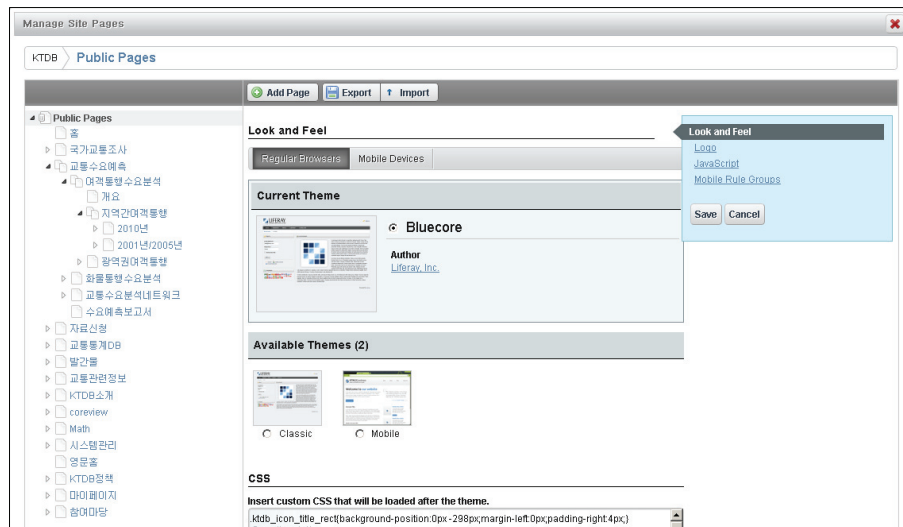 Manage Site Pages
KTDB Public Pages
Add Page Export Import
Public Pages
홈
국가교통조사
교통수요예측
여객통행수요분석
개요
지역간여객통행
2010년
2001년/2005년
광역권여객통행
화물통행수요분석
교통수요분석네트워크
수요예측보고서
자료신청
교통통계DB
발간물
교통관련정보
KTDB소개
coreview
Math
시스템관리
영문홈
KTDB정책
마이페이지
참여마당
Look and Feel
Regular Browsers Mobile Devices
Current Theme
Bluecore
Author
Liferay, Inc.
Available Themes (2)
Classic Mobile
CSS
Insert custom CSS that will be loaded after the theme.
.ktdb_icon_title_rect{background-position:0px -298px;margin-left:0px;padding-right:4px;}
Look and Feel
Logo
JavaScript
Mobile Rule Groups
Save Cancel